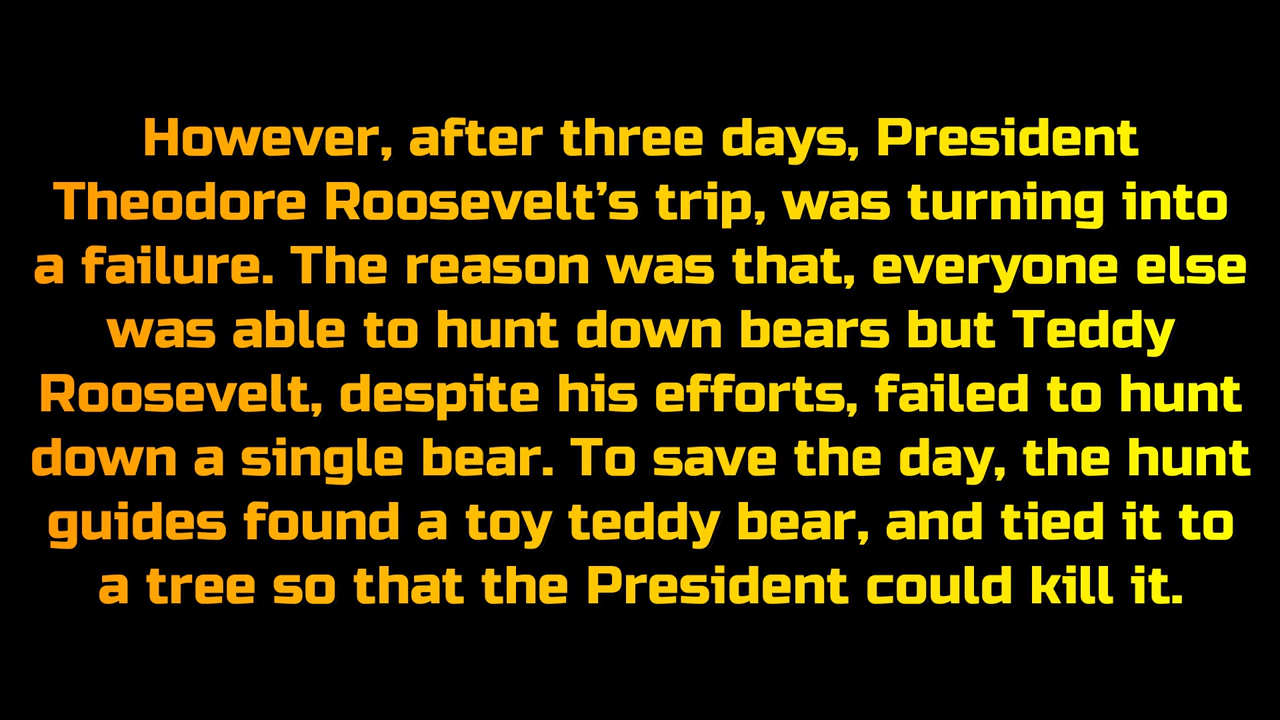 However, after three days, President
Theodore Roosevelt’s trip, was turning into
a failure. The reason was that, everyone else
was able to hunt down bears but Teddy
Roosevelt, despite his efforts, failed to hunt
down a single bear. To save the day, the hunt
guides found a toy teddy bear, and tied it to
a tree so that the President could kill it.